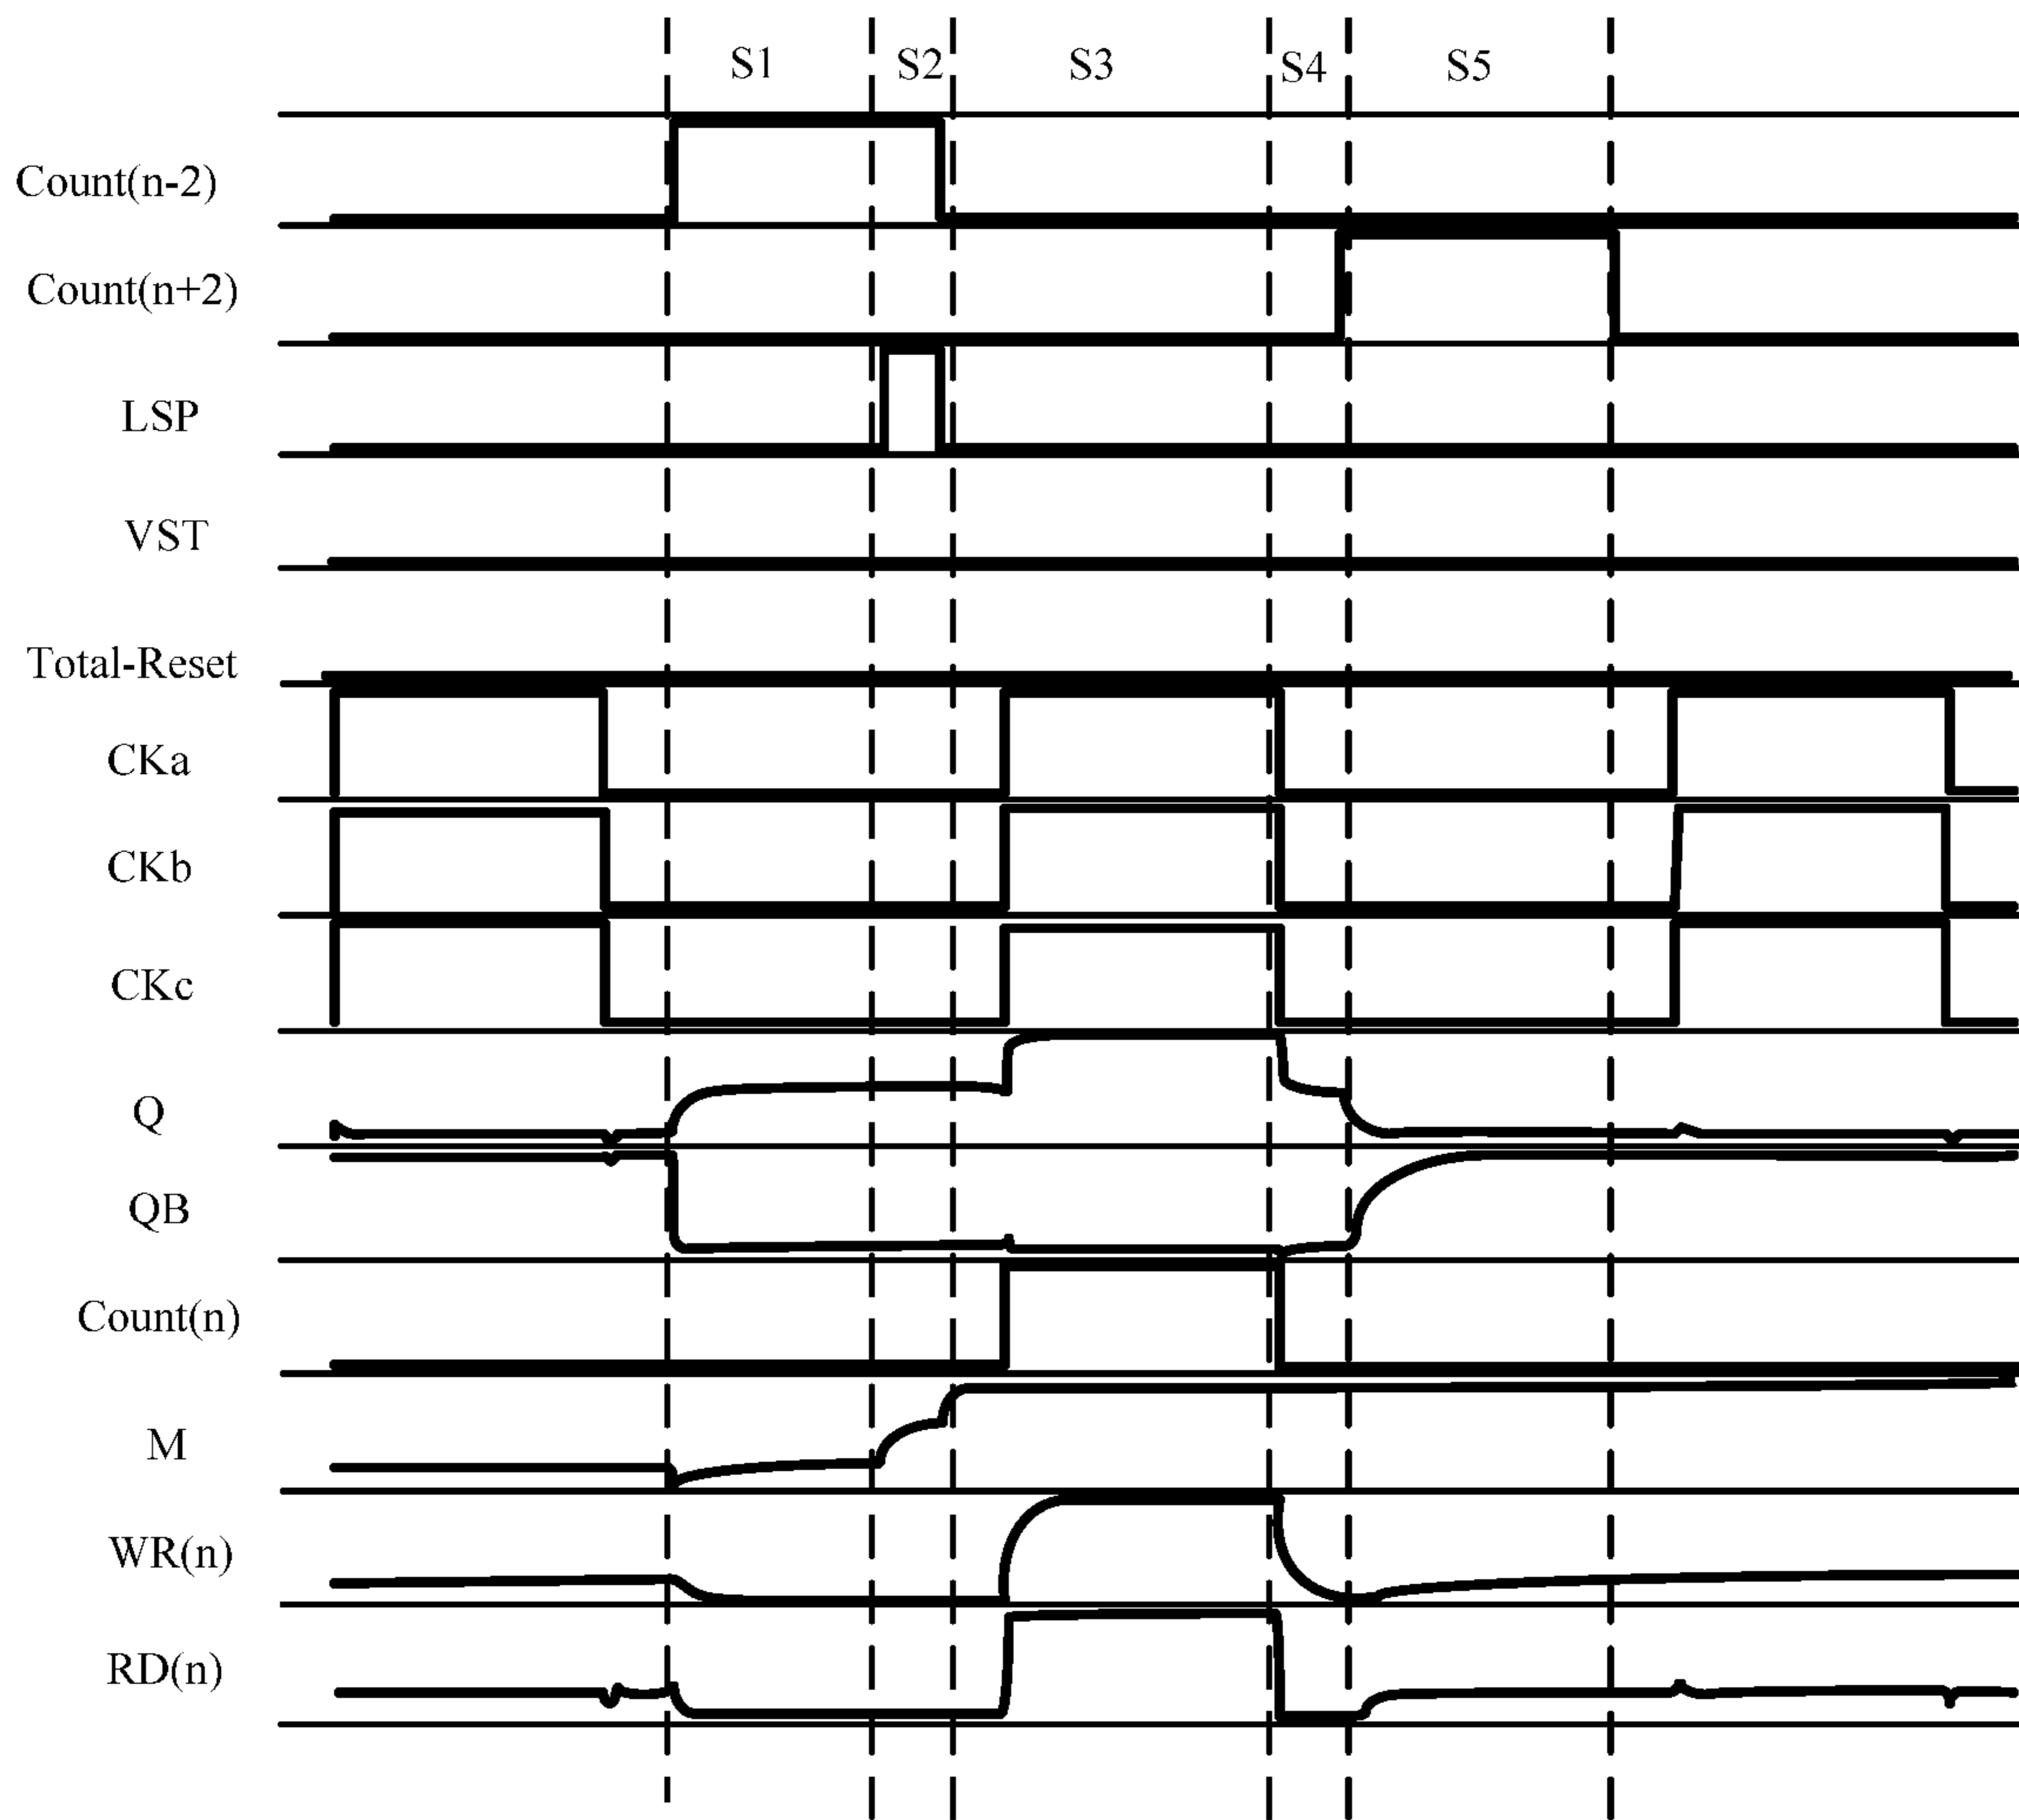 S1 S2 S3 S4 S5
Count(n-2)
Count(n+2)
LSP
VST
Total-Reset
CKa
CKb
CKc
Q
QB
Count(n)
M
WR(n)
RD(n)